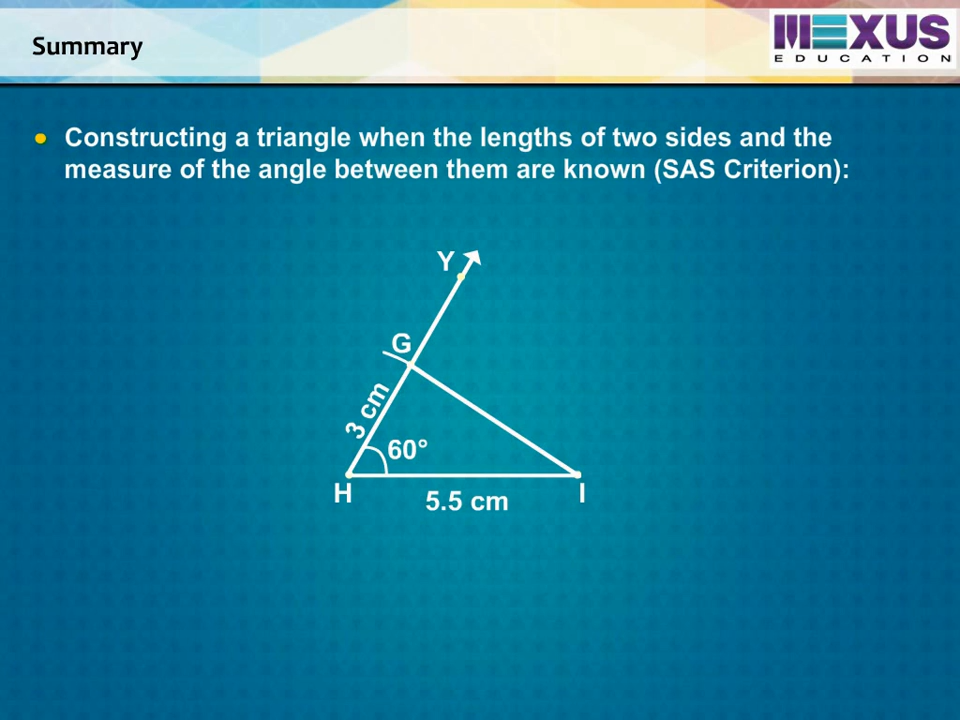 Summary
MEXUS
EDUCATION
Constructing a triangle when the lengths of two sides and the
measure of the angle between them are known (SAS Criterion):
Y
G
3 cm
60°
H
I
5.5 cm